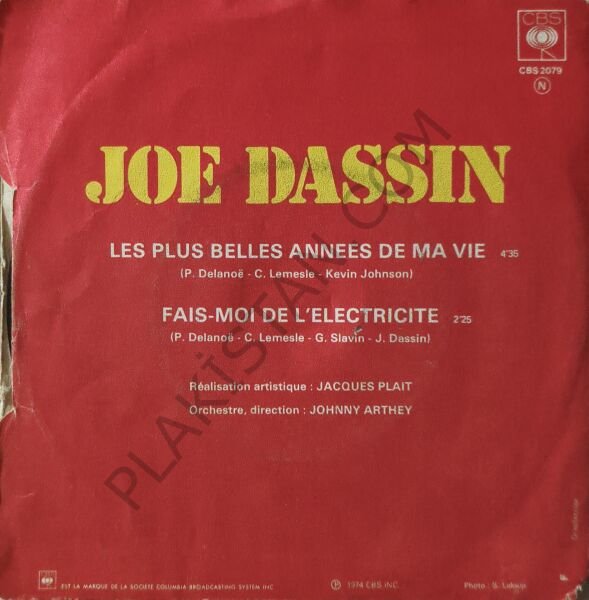 CBS
CBS 2079
N
JOE DASSIN
LES PLUS BELLES ANNEES DE MA VIE 4'35
(P. Delanoë - C. Lemesle - Kevin Johnson)
FAIS-MOI DE L'ELECTRICITE 2'25
(P. Delanoë - C. Lemesle - G. Slavin - J. Dassin)
Réalisation artistique : JACQUES PLAIT
Orchestre, direction : JOHNNY ARTHEY
PLAKİSTAN.COM
EST LA MARQUE DE LA SOCIETE COLUMBIA BROADCASTING SYSTEM INC.
Ⓟ 1974 CBS INC.
Photo : B.